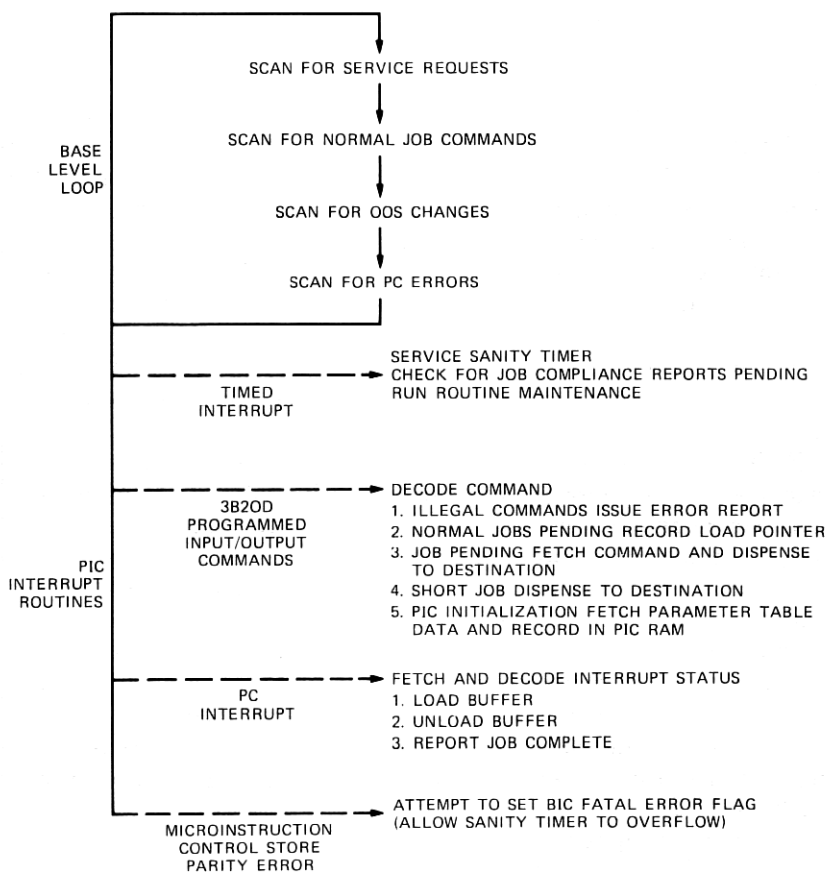 SCAN FOR SERVICE REQUESTS
SCAN FOR NORMAL JOB COMMANDS
BASE
LEVEL
LOOP
SCAN FOR OOS CHANGES
SCAN FOR PC ERRORS
SERVICE SANITY TIMER
CHECK FOR JOB COMPLIANCE REPORTS PENDING
RUN ROUTINE MAINTENANCE
TIMED
INTERRUPT
DECODE COMMAND
1. ILLEGAL COMMANDS ISSUE ERROR REPORT
2. NORMAL JOBS PENDING RECORD LOAD POINTER
3. JOB PENDING FETCH COMMAND AND DISPENSE
TO DESTINATION
4. SHORT JOB DISPENSE TO DESTINATION
5. PIC INITIALIZATION FETCH PARAMETER TABLE
DATA AND RECORD IN PIC RAM
3B20D
PROGRAMMED
INPUT/OUTPUT
COMMANDS
PIC
INTERRUPT
ROUTINES
FETCH AND DECODE INTERRUPT STATUS
1. LOAD BUFFER
2. UNLOAD BUFFER
3. REPORT JOB COMPLETE
PC
INTERRUPT
ATTEMPT TO SET BIC FATAL ERROR FLAG
(ALLOW SANITY TIMER TO OVERFLOW)
MICROINSTRUCTION
CONTROL STORE
PARITY ERROR